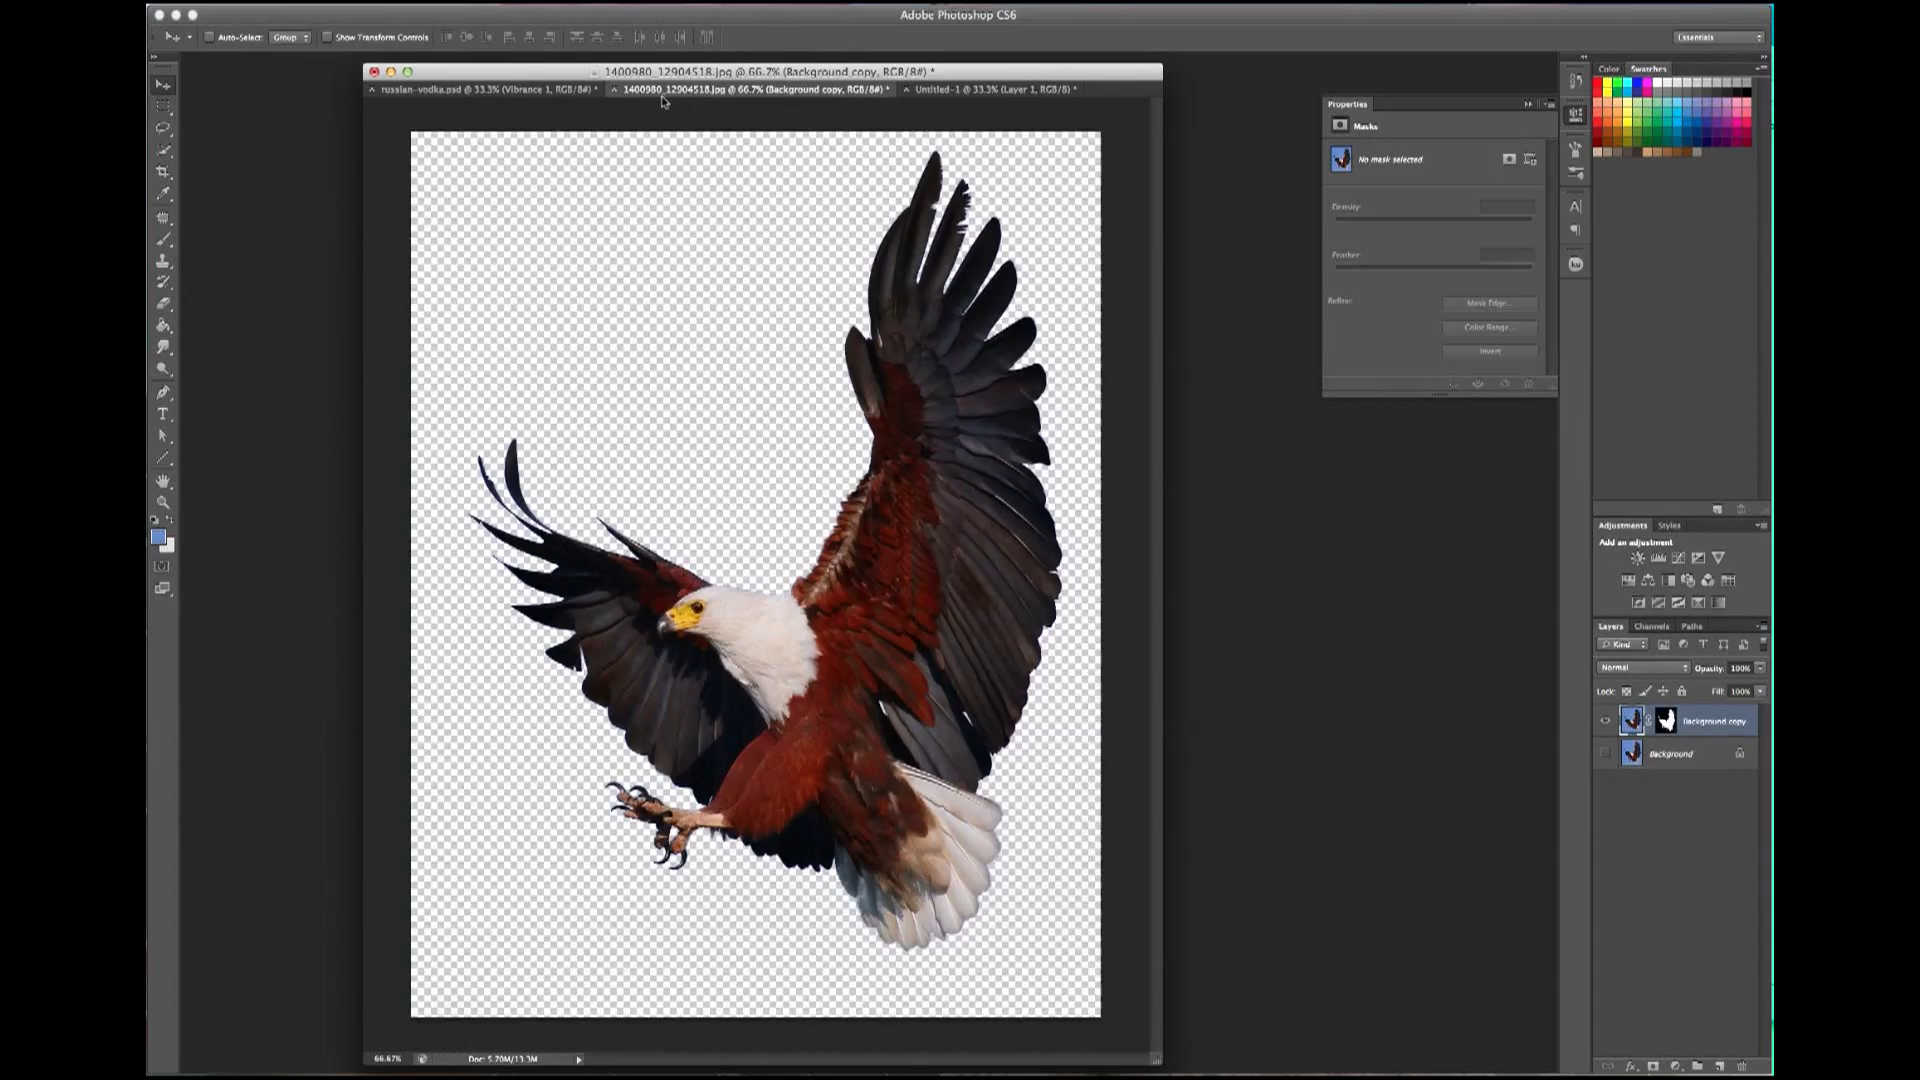 Adobe Photoshop CS6
Auto-Select: Group Show Transform Controls Essentials
1400980_12904518.jpg @ 66.7% (Background copy, RGB/8#) *
russian-vodka.psd @ 33.3% (Vibrance 1, RGB/8#) * 1400980_12904518.jpg @ 66.7% (Background copy, RGB/8#) * Untitled-1 @ 33.3% (Layer 1, RGB/8) *
Color Swatches
Properties
Masks
No mask selected
Density:
Feather:
Refine: Mask Edge...
Color Range...
Invert
Adjustments Styles
Add an adjustment
Layers Channels Paths
Kind
Normal Opacity: 100%
Lock: Fill: 100%
Background copy
Background
66.67% Doc: 5.70M/13.3M